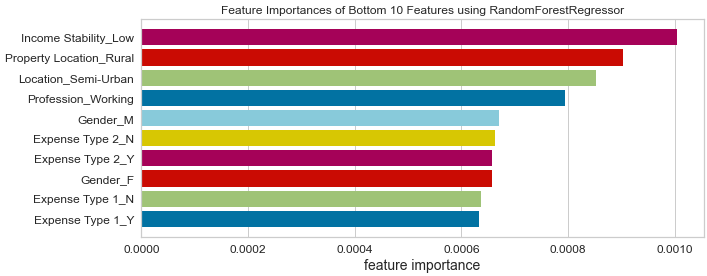 Feature Importances of Bottom 10 Features using RandomForestRegressor
Income Stability_Low
Property Location_Rural
Location_Semi-Urban
Profession_Working
Gender_M
Expense Type 2_N
Expense Type 2_Y
Gender_F
Expense Type 1_N
Expense Type 1_Y
0.0000 0.0002 0.0004 0.0006 0.0008 0.0010
feature importance